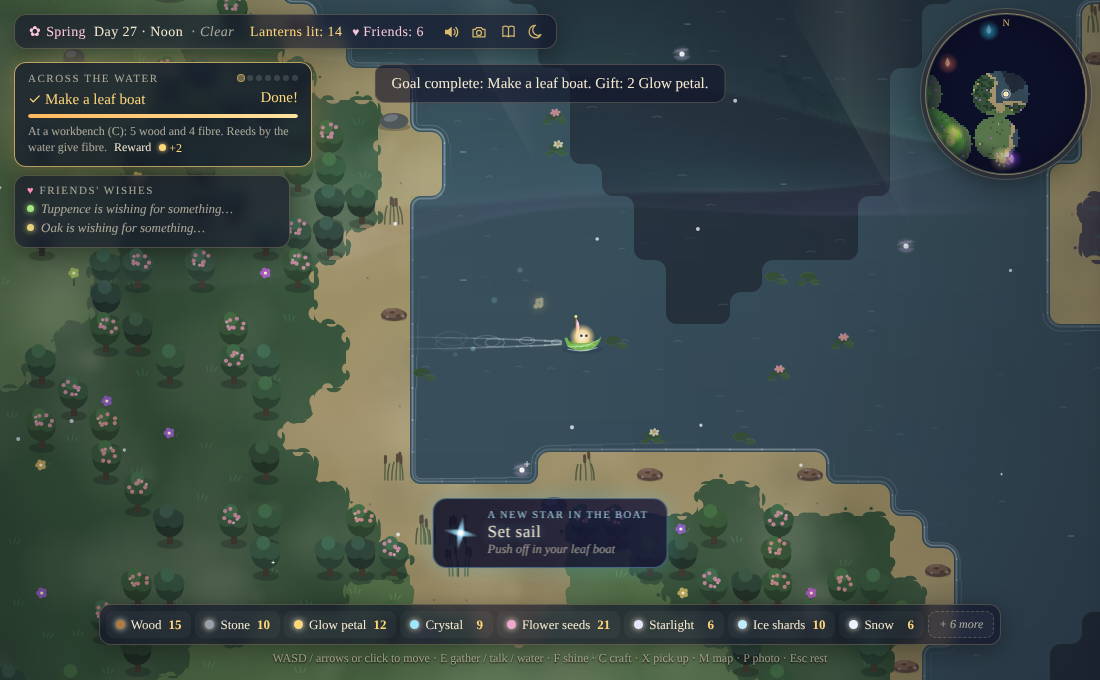 ✿ Spring Day 27 · Noon · Clear Lanterns lit: 14 ♥ Friends: 6
N
ACROSS THE WATER
✓ Make a leaf boat Done!
At a workbench (C): 5 wood and 4 fibre. Reeds by the
water give fibre. Reward +2
Goal complete: Make a leaf boat. Gift: 2 Glow petal.
♥ FRIENDS' WISHES
Tuppence is wishing for something…
Oak is wishing for something…
A NEW STAR IN THE BOAT
Set sail
Push off in your leaf boat
Wood 15 Stone 10 Glow petal 12 Crystal 9 Flower seeds 21 Starlight 6 Ice shards 10 Snow 6 + 6 more
WASD / arrows or click to move · E gather / talk / water · F shine · C craft · X pick up · M map · P photo · Esc rest